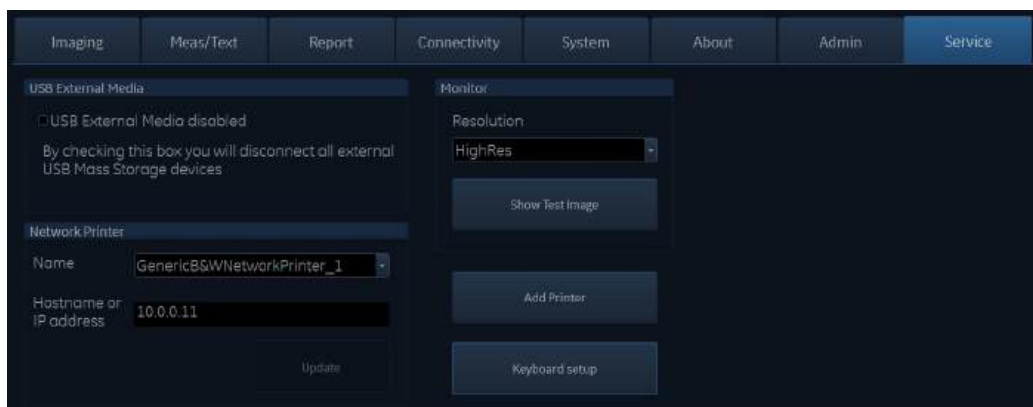 Imaging Meas/Text Report Connectivity System About Admin Service
USB External Media
USB External Media disabled
By checking this box you will disconnect all external
USB Mass Storage devices
Network Printer
Name GenericB&WNetworkPrinter_1
Hostname or
IP address 10.0.0.11
Update
Monitor
Resolution
HighRes
Show Test Image
Add Printer
Keyboard setup